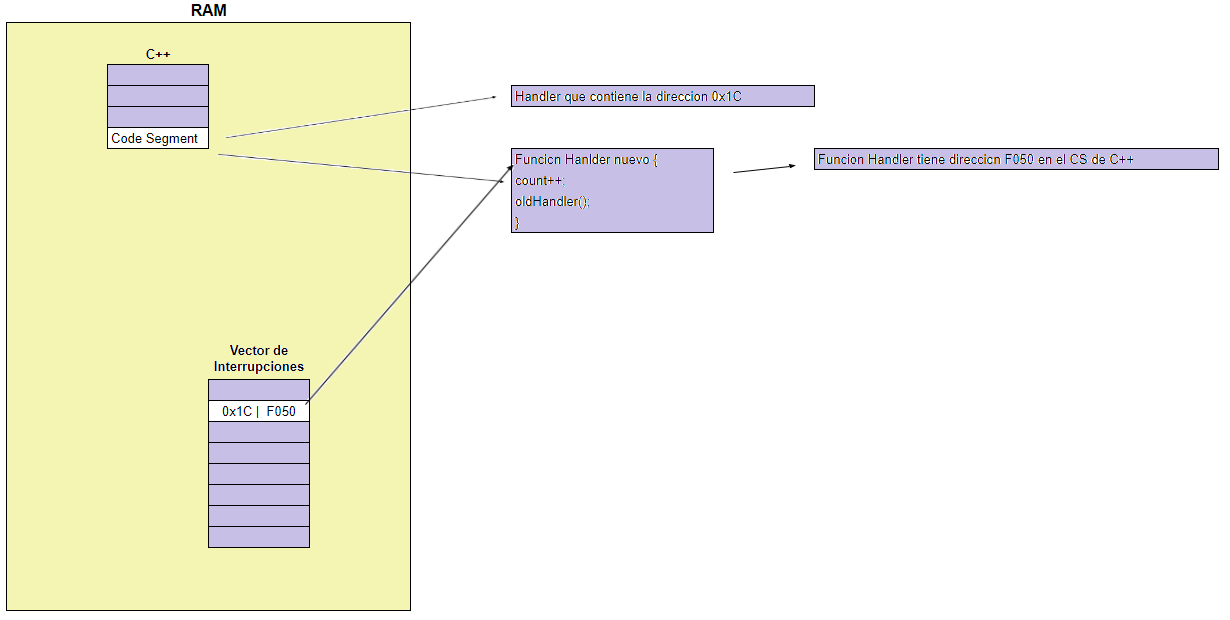 RAM
C++
Code Segment
Handler que contiene la direccion 0x1C
Funcion Hanlder nuevo {
count++;
oldHandler();
}
Funcion Handler tiene direccion F050 en el CS de C++
Vector de
Interrupciones
0x1C | F050